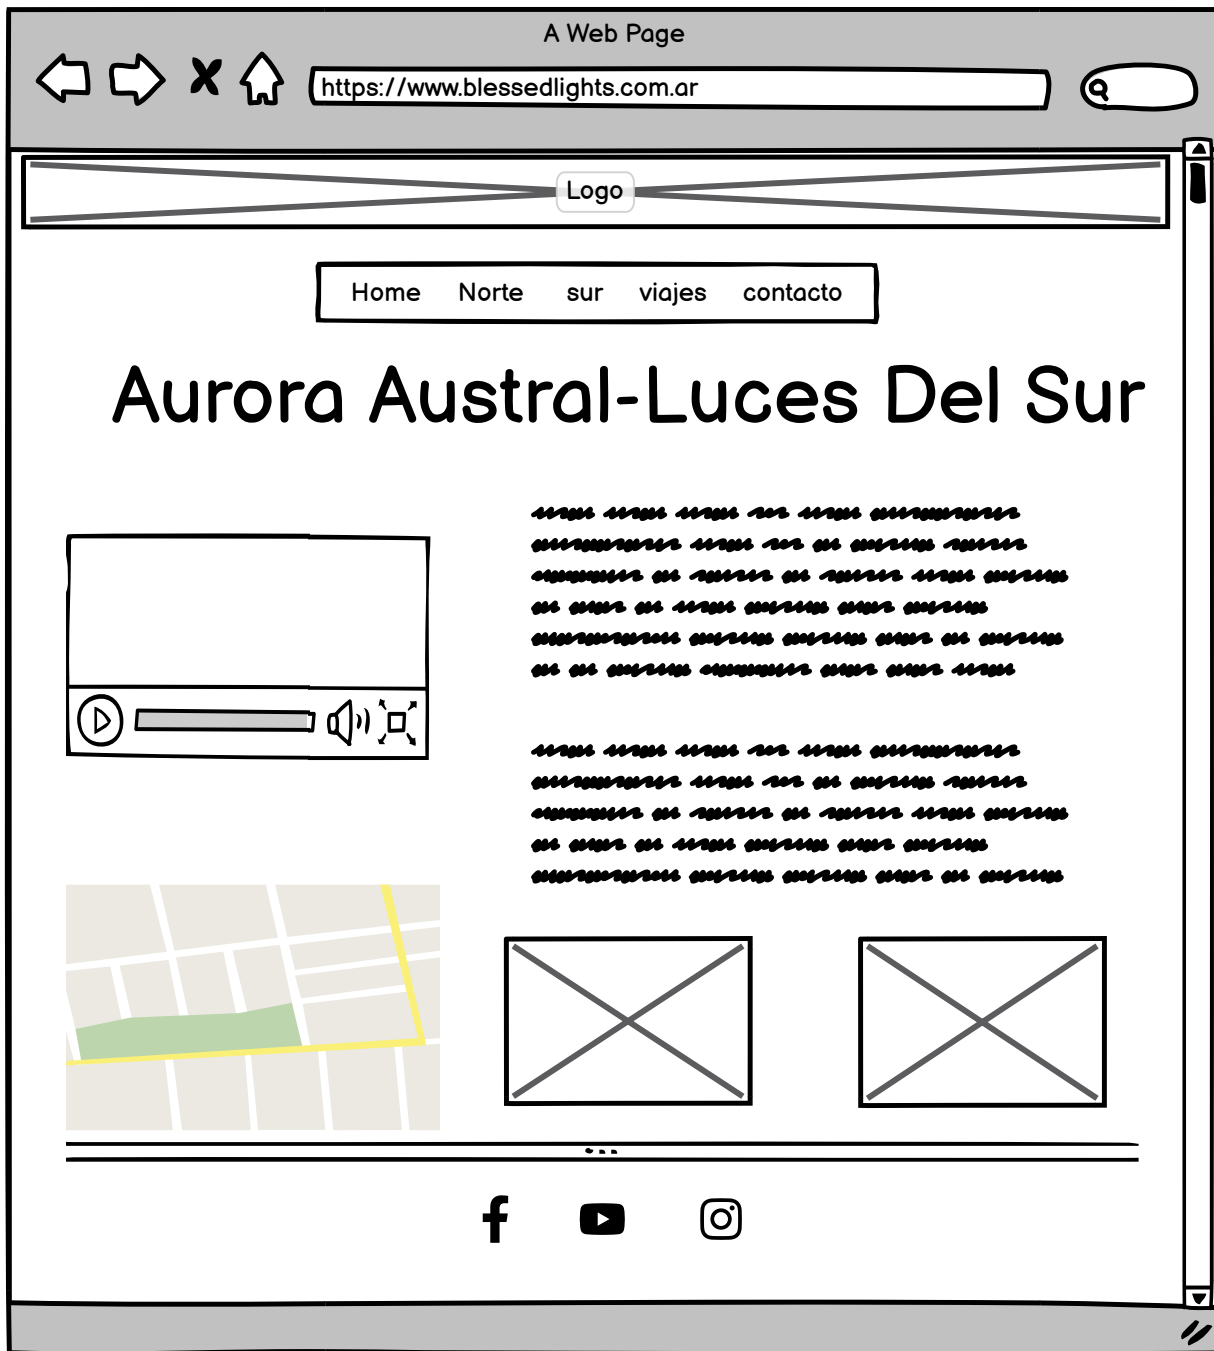 A Web Page
https://www.blessedlights.com.ar
Logo
Home Norte sur viajes contacto
Aurora Austral-Luces Del Sur